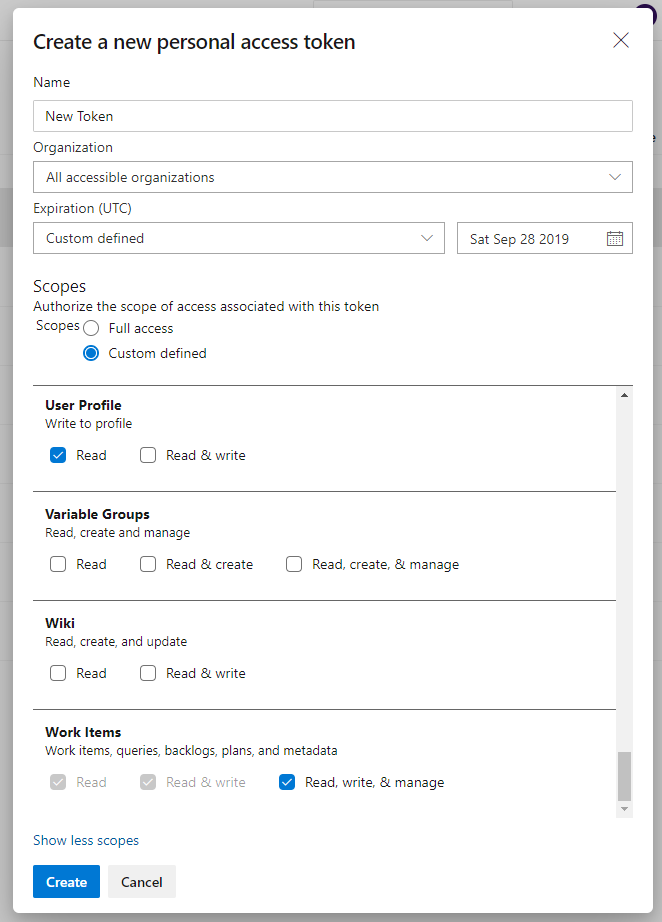 Create a new personal access token
Name
New Token
Organization
All accessible organizations
Expiration (UTC)
Custom defined
Sat Sep 28 2019
Scopes
Authorize the scope of access associated with this token
Scopes
Full access
Custom defined
User Profile
Write to profile
Read Read & write
Variable Groups
Read, create and manage
Read Read & create Read, create, & manage
Wiki
Read, create, and update
Read Read & write
Work Items
Work items, queries, backlogs, plans, and metadata
Read Read & write Read, write, & manage
Show less scopes
Create Cancel